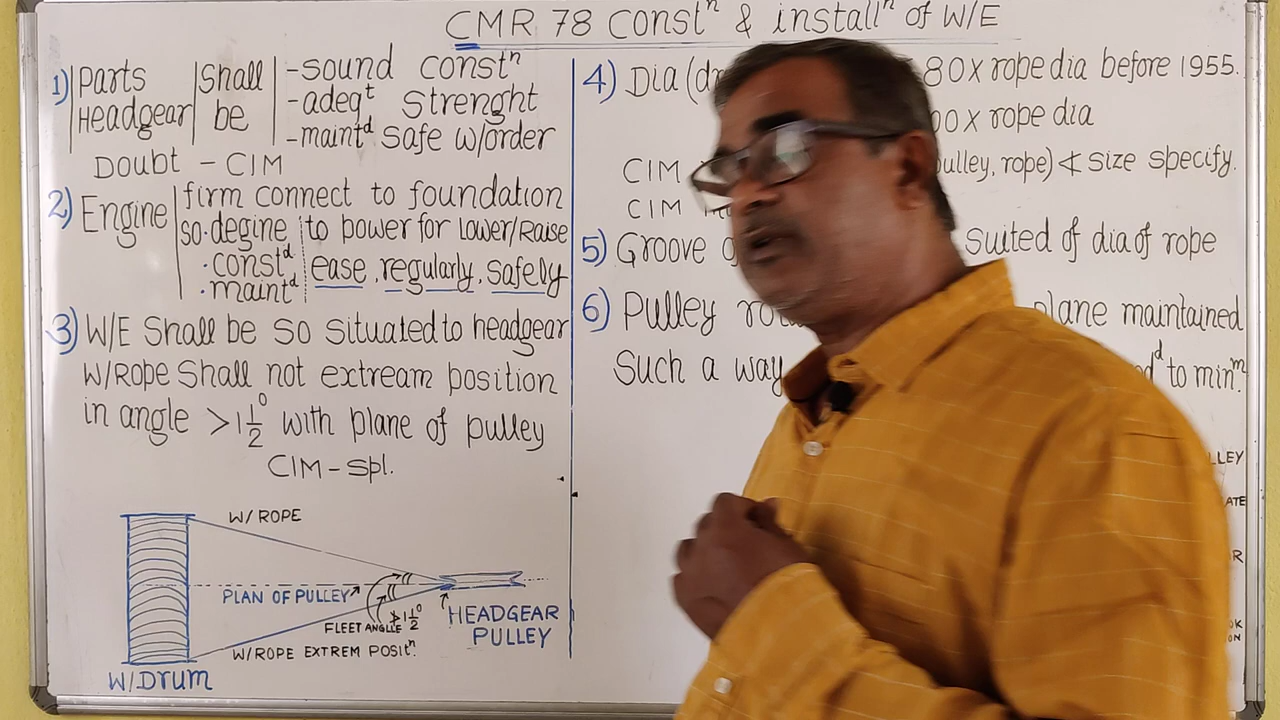 CMR 78 Constⁿ & installⁿ of W/E
1) Parts Headgear Shall be
-sound constⁿ
-adeqᵗ strenght
-maintᵈ safe w/order
Doubt - CIM
2) Engine
firm connect to foundation
so·degine to power for Lower/Raise
·constᵈ ease, regularly, safely
·maintᵈ
3) W/E Shall be so situated to headgear
W/Rope Shall not extream position
in angle >1½° with plane of pulley
CIM-spl.
W/ROPE
PLAN OF PULLEY
FLEET ANGLLE ≯1½°
HEADGEAR
PULLEY
W/ROPE EXTREM POSITⁿ.
W/Drum
4) Dia 80X rope dia before 1955.
X rope dia
CIM rope) ≮ size specify.
CIM
5) Groove suited of dia of rope
6) Pulley maintained
Such a way to minᵐ.